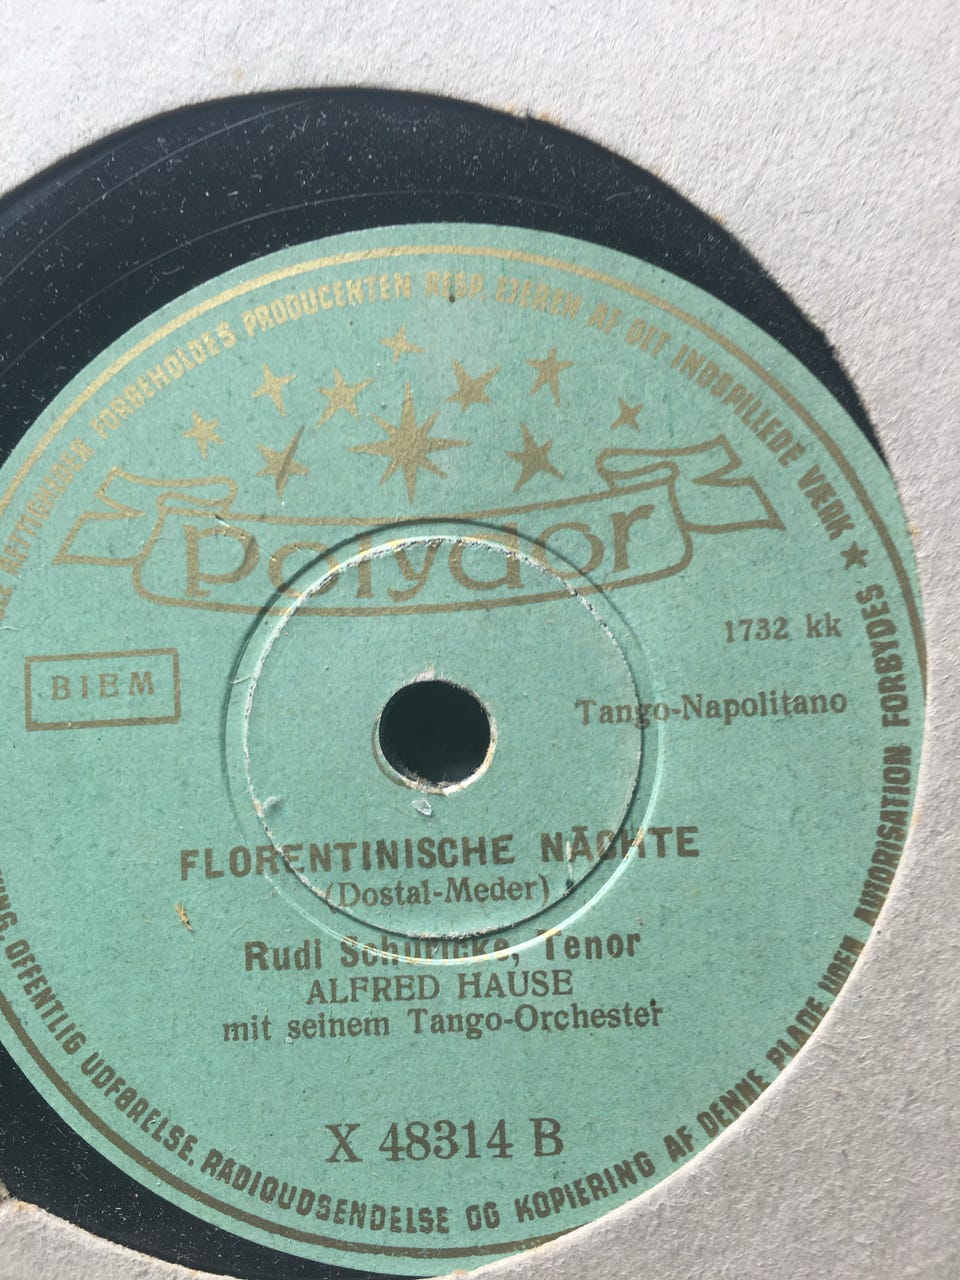 RETTIGHEDER FORBEHOLDES PRODUCENTEN RESP. EJEREN AF DET INDSPILLEDE VÆRK ★
polydor
1732 kk
BIEM
Tango-Napolitano
FLORENTINISCHE NÄCHTE
(Dostal-Meder)
Rudi Schuricke, Tenor
ALFRED HAUSE
mit seinem Tango-Orchester
X 48314 B
OFFENTLIG UDFØRELSE, RADIOUDSENDELSE OG KOPIERING AF DENNE PLADE UDEN AUTORISATION FORBYDES